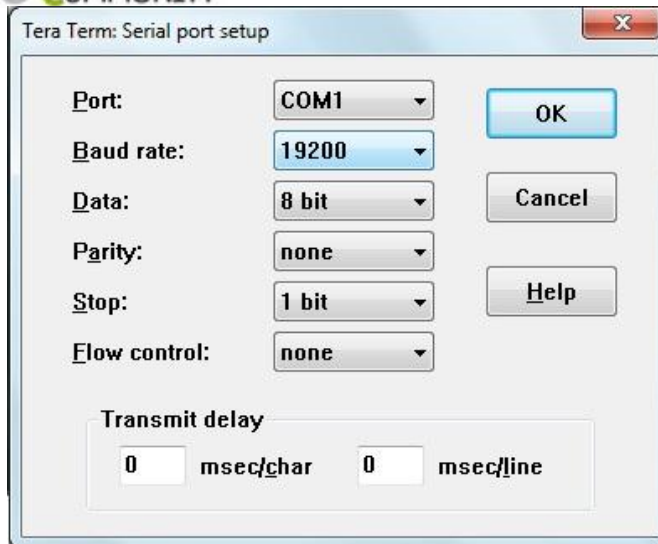 Tera Term: Serial port setup
Port: COM1
OK
Baud rate: 19200
Data: 8 bit
Cancel
Parity: none
Stop: 1 bit
Help
Flow control: none
Transmit delay
0 msec/char 0 msec/line